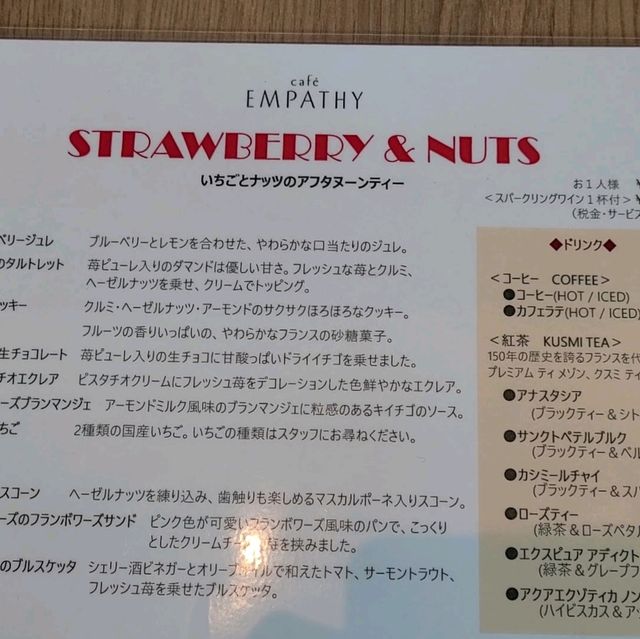 café
EMPATHY
STRAWBERRY & NUTS
いちごとナッツのアフタヌーンティー
お1人様 ¥
<スパークリングワイン1杯付>¥
(税金・サービス
ベリージュレ ブルーベリーとレモンを合わせた、やわらかな口当たりのジュレ。
のタルトレット 苺ピューレ入りのダマンドは優しい甘さ。フレッシュな苺とクルミ、
ヘーゼルナッツを乗せ、クリームでトッピング。
ッキー クルミ・ヘーゼルナッツ・アーモンドのサクサクほろほろなクッキー。
フルーツの香りいっぱいの、やわらかなフランスの砂糖菓子。
生チョコレート 苺ピューレ入りの生チョコに甘酸っぱいドライイチゴを乗せました。
チオエクレア ピスタチオクリームにフレッシュ苺をデコレーションした色鮮やかなエクレア。
ーズブランマンジェ アーモンドミルク風味のブランマンジェに粒感のあるキイチゴのソース。
ちご 2種類の国産いちご。いちごの種類はスタッフにお尋ねください。
スコーン ヘーゼルナッツを練り込み、歯触りも楽しめるマスカルポーネ入りスコーン。
ーズのフランボワーズサンド ピンク色が可愛いフランボワーズ風味のパンで、こっくり
としたクリームチー なを挟みました。
のブルスケッタ シェリー酒ビネガーとオリーブオイルで和えたトマト、サーモントラウト、
フレッシュ苺を乗せたブルスケッタ。
◆ドリンク◆
<コーヒー COFFEE>
●コーヒー(HOT / ICED)
●カフェラテ(HOT / ICED)
<紅茶 KUSMI TEA>
150年の歴史を誇るフランスを代
プレミアム ティ メゾン、クスミ ティ
●アナスタシア
(ブラックティー&シト
●サンクトペテルブルク
(ブラックティー&ベル
●カシミールチャイ
(ブラックティー&スパ
●ローズティー
(緑茶&ローズペタル
●エクスピュア アディクト
(緑茶&グレープフ
●アクアエクゾティカ ノン
(ハイビスカス&アッ